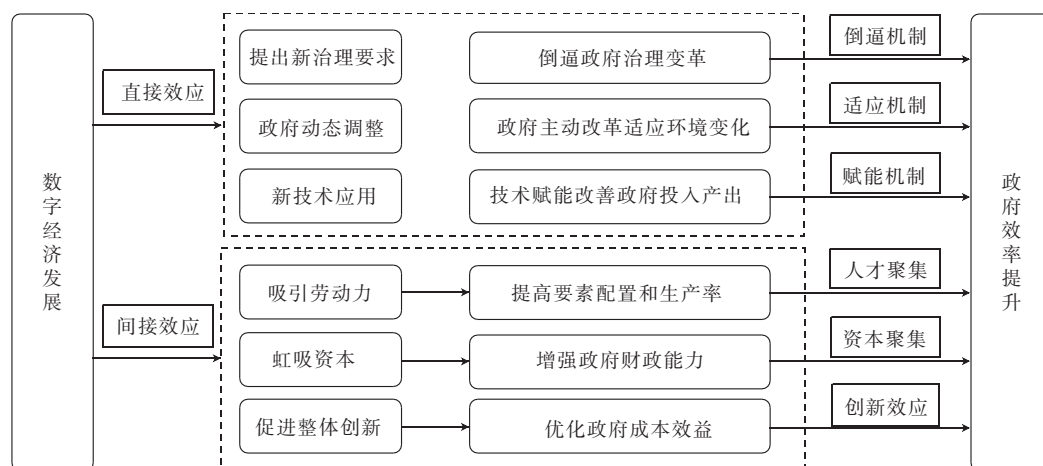 数字经济发展
直接效应
间接效应
提出新治理要求
倒逼政府治理变革
倒逼机制
政府动态调整
政府主动改革适应环境变化
适应机制
新技术应用
技术赋能改善政府投入产出
赋能机制
吸引劳动力
提高要素配置和生产率
人才聚集
虹吸资本
增强政府财政能力
资本聚集
促进整体创新
优化政府成本效益
创新效应
政府效率提升